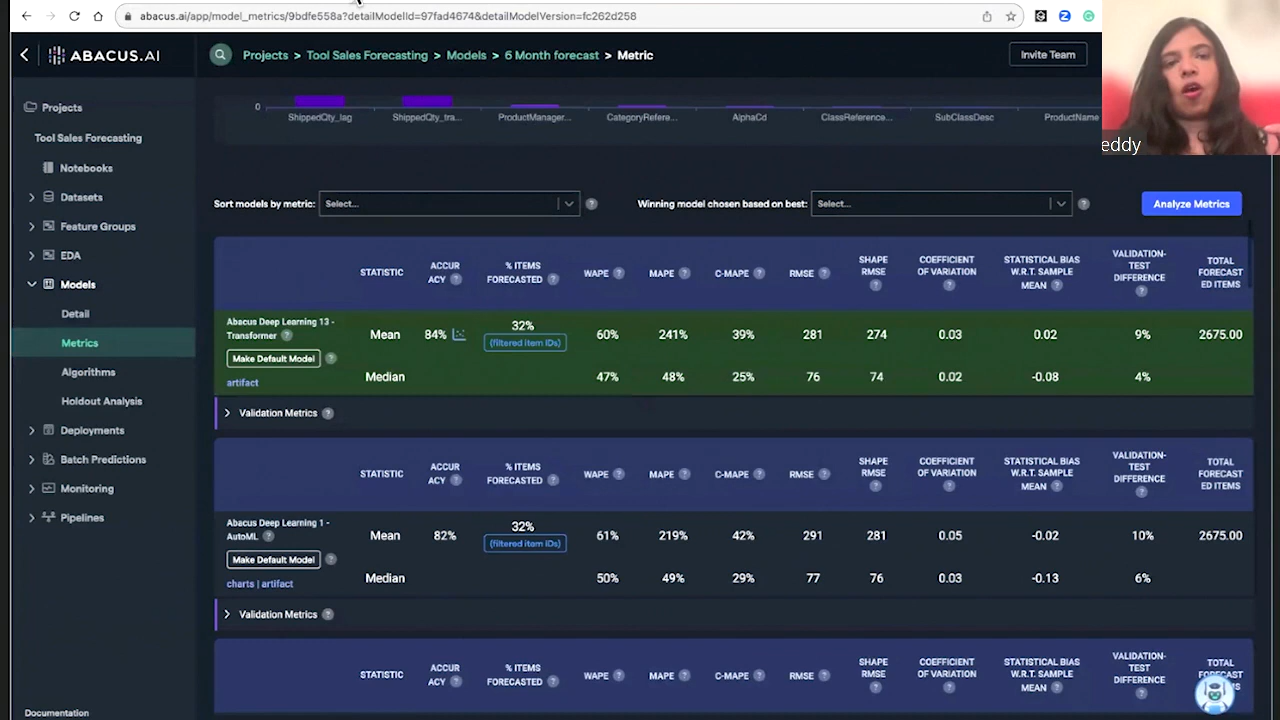 abacus.ai/app/model_metrics/9bdfe558a?detailModelId=97fad4674&detailModelVersion=fc262d258
ABACUS.AI
Projects > Tool Sales Forecasting > Models > 6 Month forecast > Metric
Invite Team
eddy
Projects
Tool Sales Forecasting
Notebooks
Datasets
Feature Groups
EDA
Models
Detail
Metrics
Algorithms
Holdout Analysis
Deployments
Batch Predictions
Monitoring
Pipelines
Documentation
0
ShippedQty_lag ShippedQty_tra... ProductManager... CategoryRefere... AlphaCd ClassReference... SubClassDesc ProductName
Sort models by metric: Select... ? Winning model chosen based on best: Select... ? Analyze Metrics
STATISTIC ACCUR ACY ? % ITEMS FORECASTED ? WAPE ? MAPE ? C-MAPE ? RMSE ? SHAPE RMSE ? COEFFICIENT OF VARIATION ? STATISTICAL BIAS W.R.T. SAMPLE MEAN ? VALIDATION-TEST DIFFERENCE ? TOTAL FORECAST ED ITEMS
Abacus Deep Learning 13 -
Transformer ?
Make Default Model ?
artifact
Mean 84% 32% (filtered item IDs) 60% 241% 39% 281 274 0.03 0.02 9% 2675.00
Median 47% 48% 25% 76 74 0.02 -0.08 4%
Validation Metrics ?
STATISTIC ACCUR ACY ? % ITEMS FORECASTED ? WAPE ? MAPE ? C-MAPE ? RMSE ? SHAPE RMSE ? COEFFICIENT OF VARIATION ? STATISTICAL BIAS W.R.T. SAMPLE MEAN ? VALIDATION-TEST DIFFERENCE ? TOTAL FORECAST ED ITEMS
Abacus Deep Learning 1 -
AutoML ?
Make Default Model ?
charts | artifact
Mean 82% 32% (filtered item IDs) 61% 219% 42% 291 281 0.05 -0.02 10% 2675.00
Median 50% 49% 29% 77 76 0.03 -0.13 6%
Validation Metrics ?
STATISTIC ACCUR ACY ? % ITEMS FORECASTED ? WAPE ? MAPE ? C-MAPE ? RMSE ? SHAPE RMSE ? COEFFICIENT OF VARIATION ? STATISTICAL BIAS W.R.T. SAMPLE MEAN ? VALIDATION-TEST DIFFERENCE ? TOTAL FORECAST